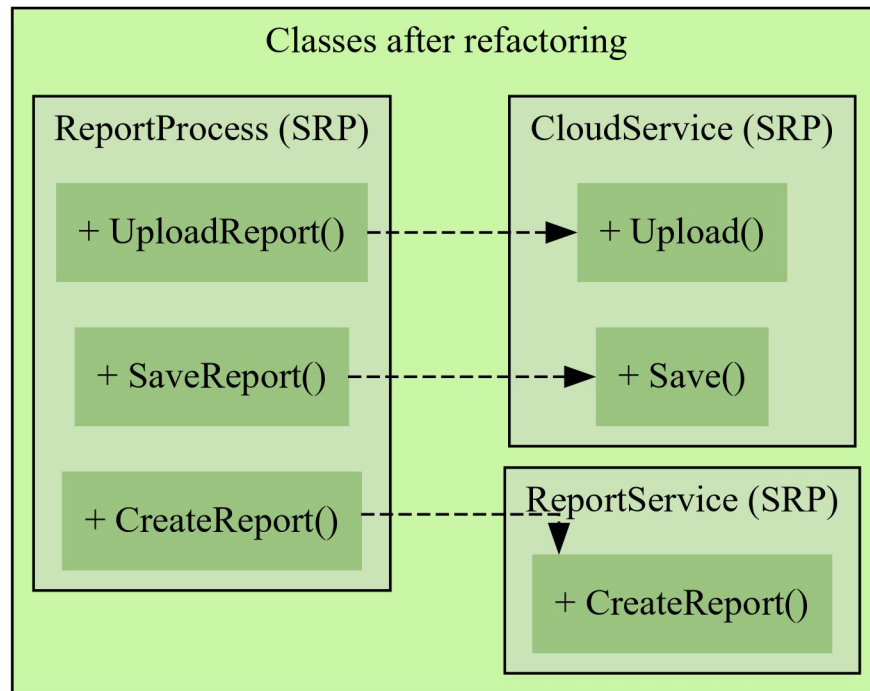 Classes after refactoring
ReportProcess (SRP)
+ UploadReport()
+ SaveReport()
+ CreateReport()
CloudService (SRP)
+ Upload()
+ Save()
ReportService (SRP)
+ CreateReport()